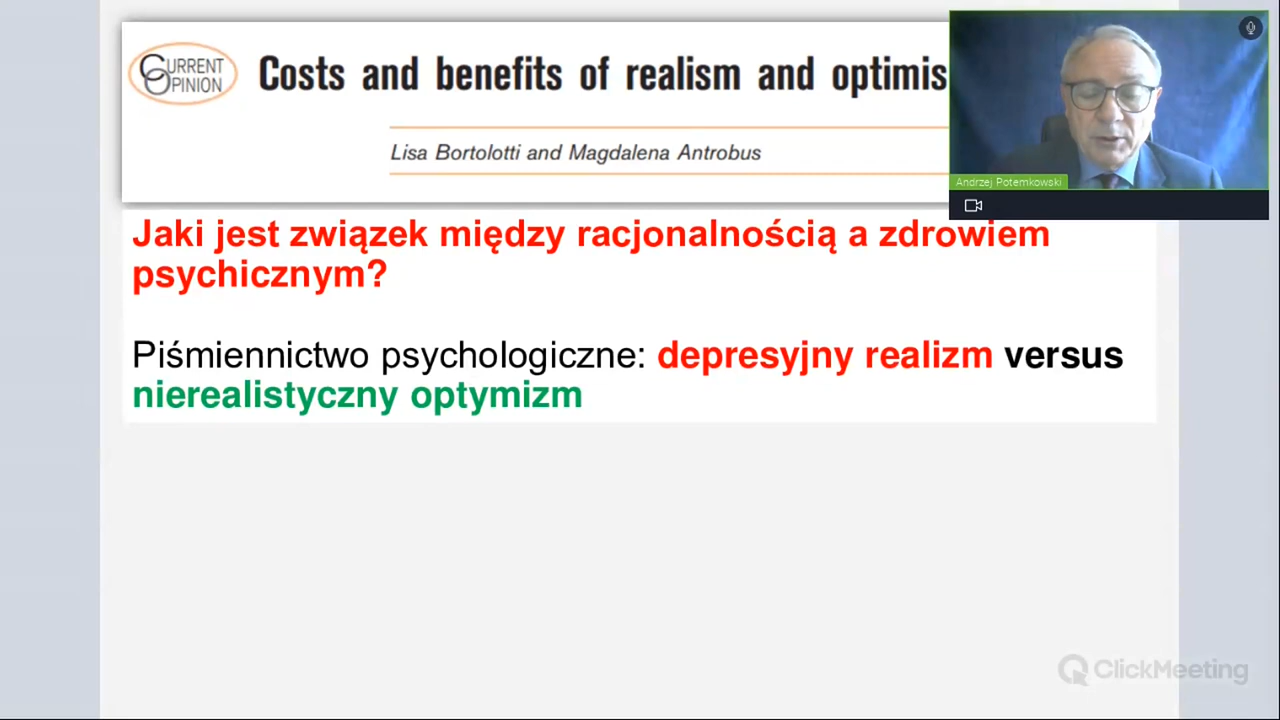 CURRENT
OPINION
Costs and benefits of realism and optimis
Lisa Bortolotti and Magdalena Antrobus
Andrzej Potemkowski
Jaki jest związek między racjonalnością a zdrowiem
psychicznym?
Piśmiennictwo psychologiczne: depresyjny realizm versus
nierealistyczny optymizm
ClickMeeting